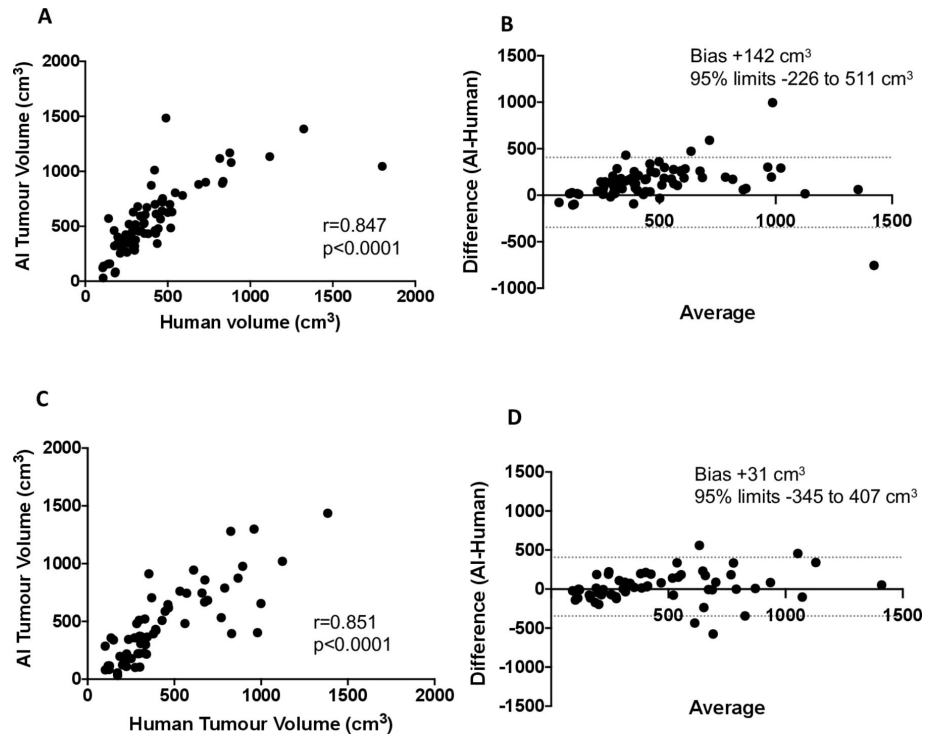 A
AI Tumour Volume (cm³)
2000
1500
1000
500
0
0 500 1000 1500 2000
r=0.847
p<0.0001
Human volume (cm³)
B
Difference (AI-Human)
1500
1000
500
0
-500
-1000
500 1000 1500
Bias +142 cm³
95% limits -226 to 511 cm³
Average
C
AI Tumour Volume (cm³)
2000
1500
1000
500
0
0 500 1000 1500 2000
r=0.851
p<0.0001
Human Tumour Volume (cm³)
D
Difference (AI-Human)
1500
1000
500
0
-500
-1000
-1500
500 1000 1500
Bias +31 cm³
95% limits -345 to 407 cm³
Average